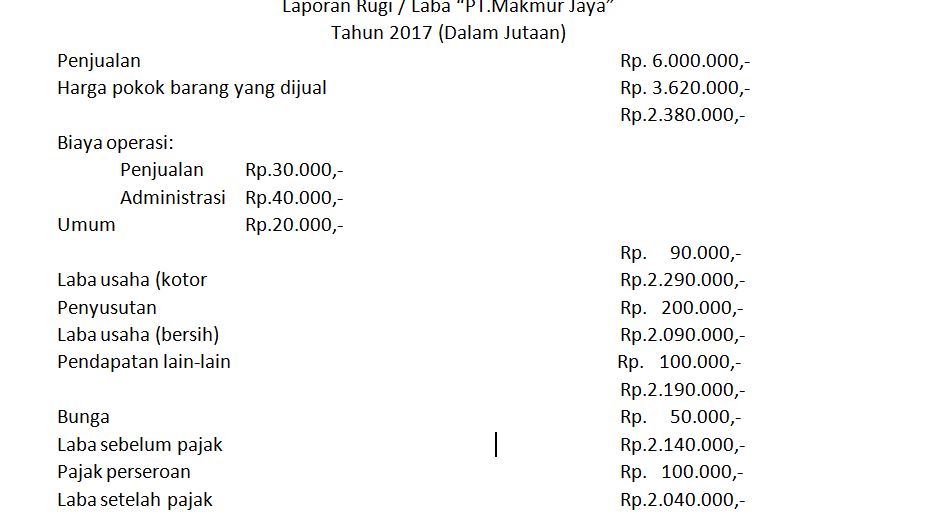 Laporan Rugi / Laba “PT.Makmur Jaya”
Tahun 2017 (Dalam Jutaan)
Penjualan Rp. 6.000.000,-
Harga pokok barang yang dijual Rp. 3.620.000,-
Rp.2.380.000,-
Biaya operasi:
Penjualan Rp.30.000,-
Administrasi Rp.40.000,-
Umum Rp.20.000,-
Rp. 90.000,-
Laba usaha (kotor Rp.2.290.000,-
Penyusutan Rp. 200.000,-
Laba usaha (bersih) Rp.2.090.000,-
Pendapatan lain-lain Rp. 100.000,-
Rp.2.190.000,-
Bunga Rp. 50.000,-
Laba sebelum pajak Rp.2.140.000,-
Pajak perseroan Rp. 100.000,-
Laba setelah pajak Rp.2.040.000,-